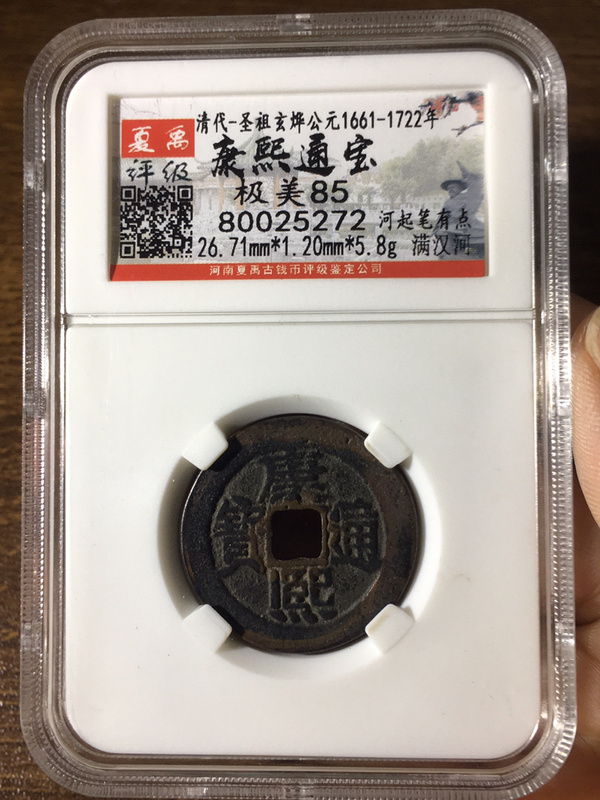 清代-圣祖玄烨公元1661-1722年
夏禹
评级
康熙通宝
极美85
80025272 河起笔有点
26.71mm*1.20mm*5.8g 满汉河
河南夏禹古钱币评级鉴定公司
康熙通寶